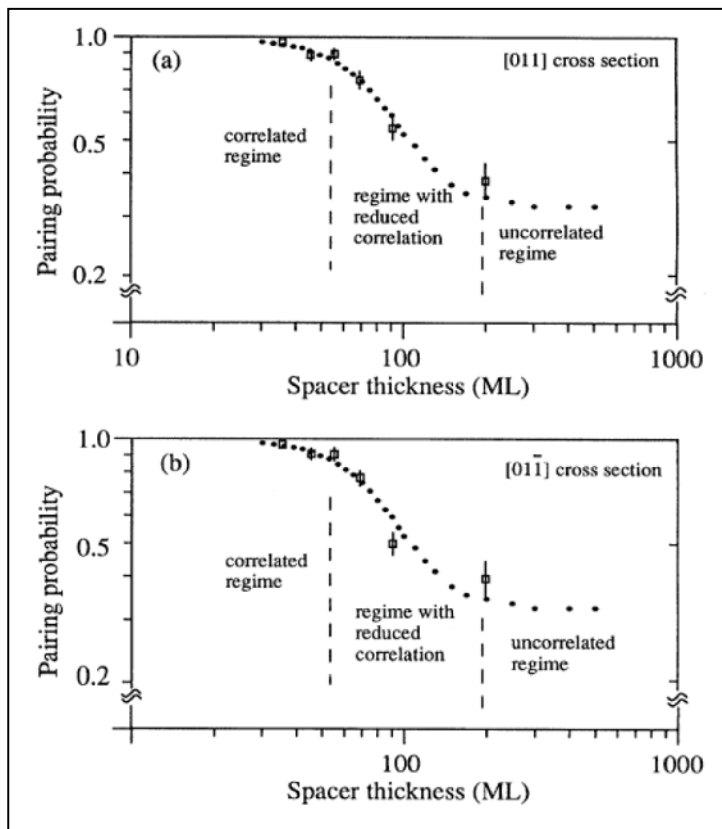 1.0
(a)
[011] cross section
correlated
regime
0.5
regime with
reduced
correlation
uncorrelated
regime
0.2
Pairing probability
10
100
1000
Spacer thickness (ML)
1.0
(b)
[011̄] cross section
0.5
correlated
regime
regime with
reduced
correlation
uncorrelated
regime
0.2
Pairing probability
100
1000
Spacer thickness (ML)